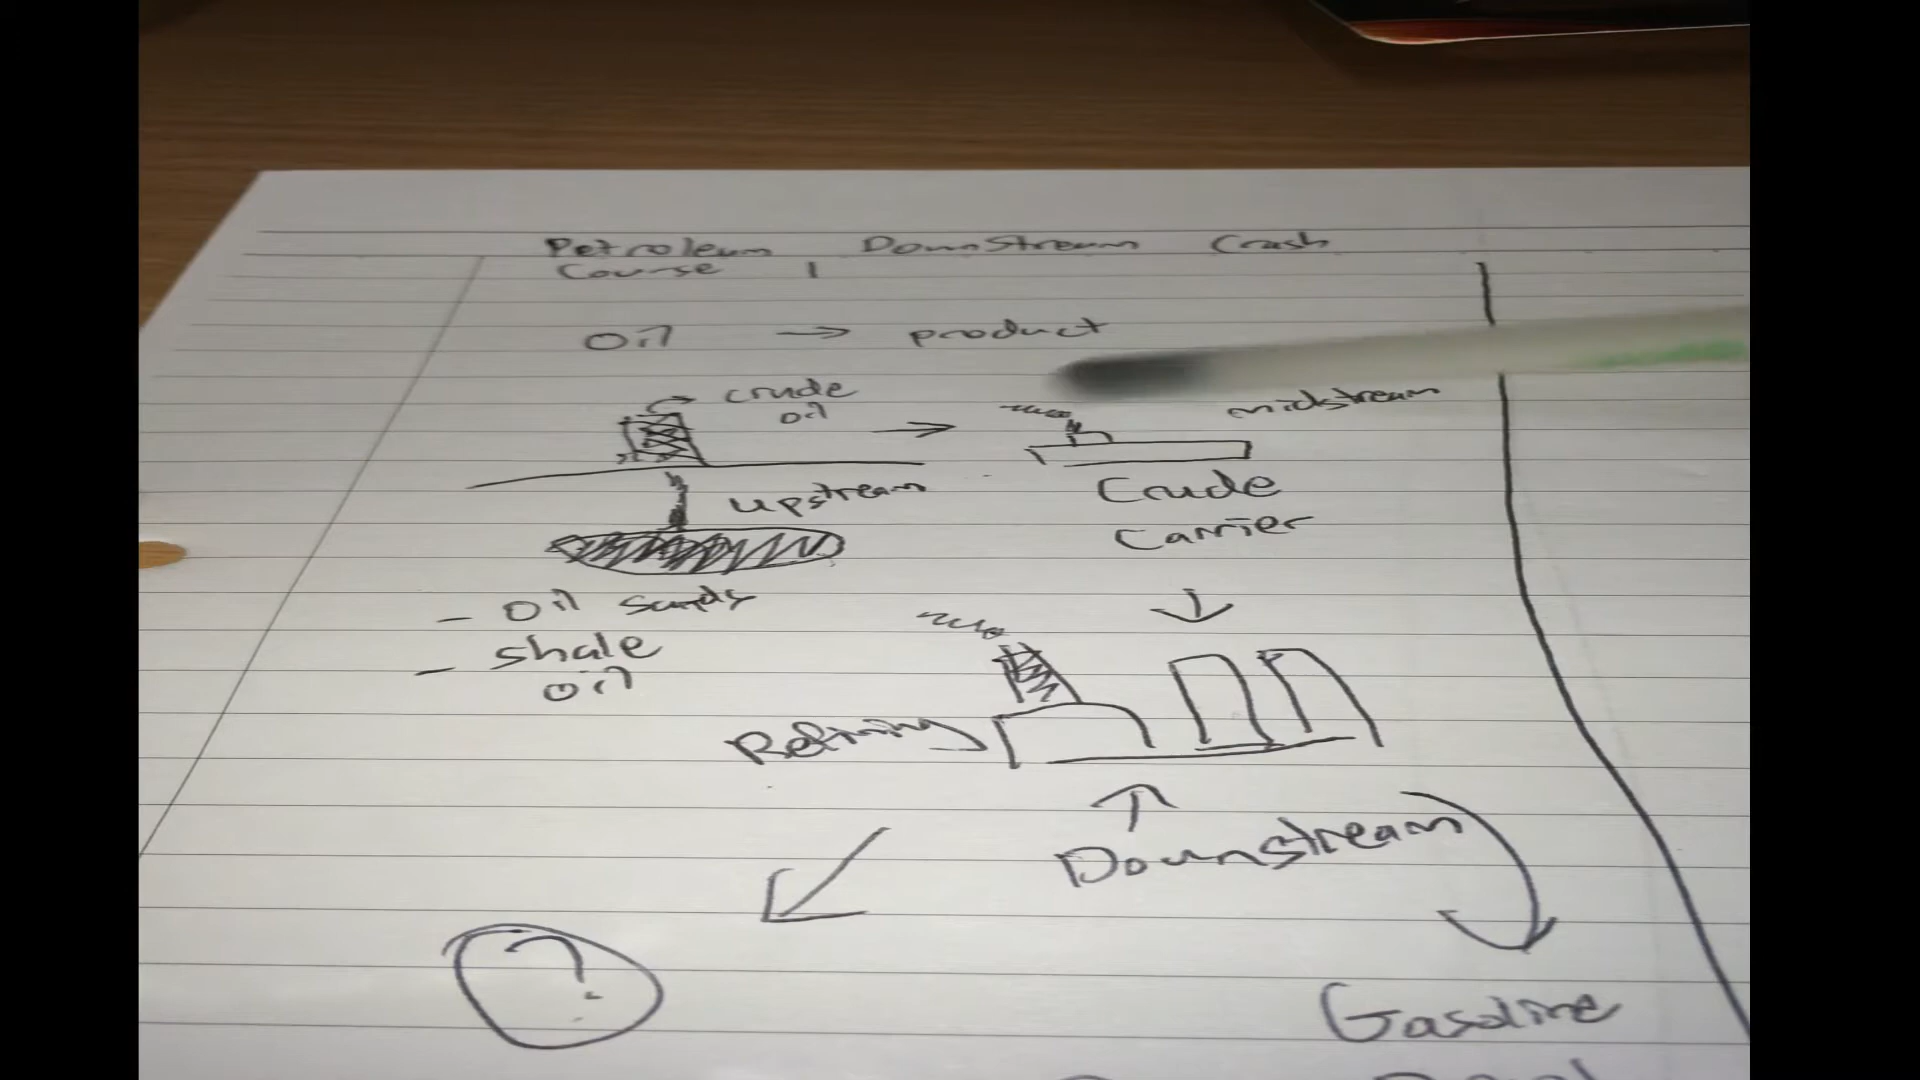 Petroleum Downstream Crash
Course 1
Oil → product
crude
oil
→
midstream
upstream
Crude
Carrier
- Oil sands
- shale
oil
Refining
Downstream
?
Gasoline